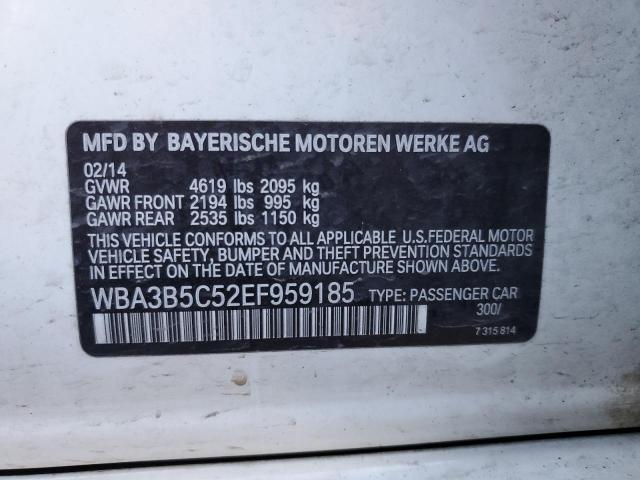 MFD BY BAYERISCHE MOTOREN WERKE AG
02/14
GVWR 4619 lbs 2095 kg
GAWR FRONT 2194 lbs 995 kg
GAWR REAR 2535 lbs 1150 kg
THIS VEHICLE CONFORMS TO ALL APPLICABLE U.S.FEDERAL MOTOR
VEHICLE SAFETY, BUMPER AND THEFT PREVENTION STANDARDS
IN EFFECT ON THE DATE OF MANUFACTURE SHOWN ABOVE.
WBA3B5C52EF959185 TYPE: PASSENGER CAR
300/
7 315 814